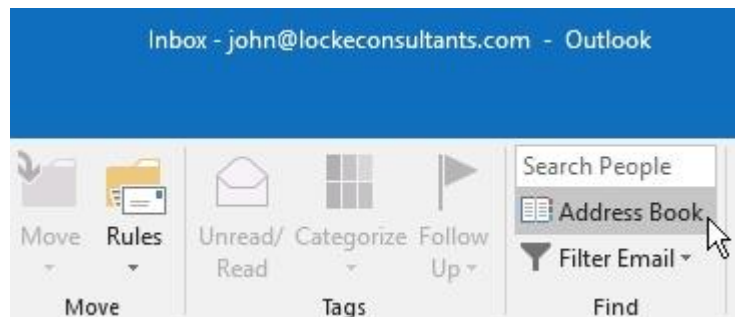 Inbox - john@lockeconsultants.com - Outlook
Search People
Address Book
Move Rules Unread/ Categorize Follow
Read Up
Filter Email
Move Tags Find